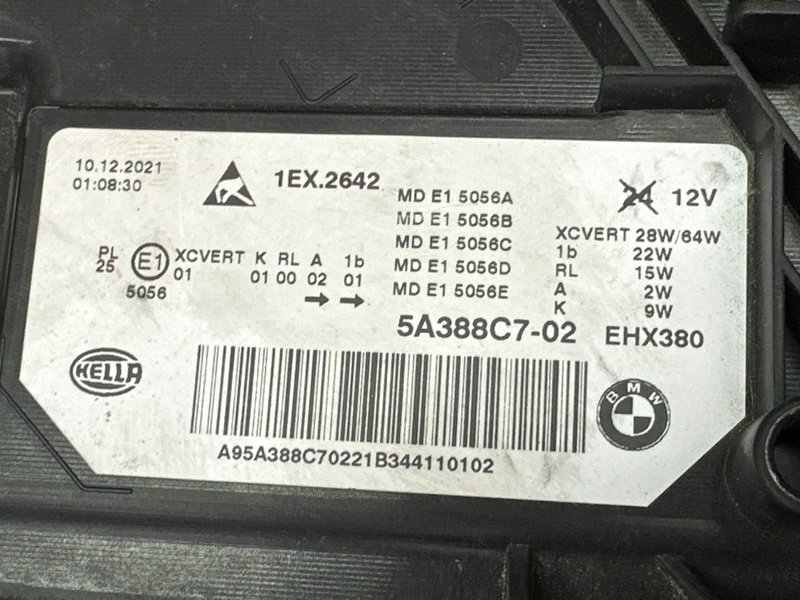 10.12.2021
01:08:30
1EX.2642
MD E1 5056A
MD E1 5056B
MD E1 5056C
MD E1 5056D
MD E1 5056E
24 12V
XCVERT 28W/64W
1b 22W
RL 15W
A 2W
K 9W
PL
25
E1
5056
XCVERT K RL A 1b
01 01 00 02 01
5A388C7-02 EHX380
HELLA
BMW
A95A388C70221B344110102